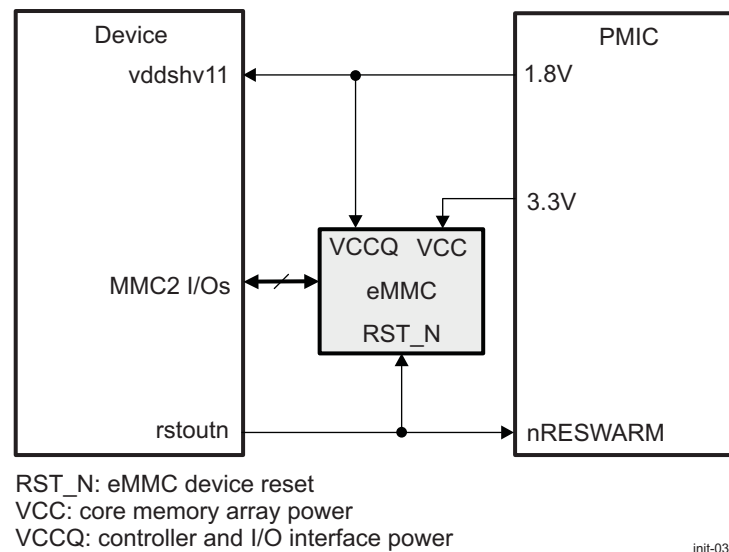 Device
PMIC
vddshv11
1.8V
3.3V
VCCQ VCC
MMC2 I/Os
eMMC
RST_N
rstoutn
nRESWARM
RST_N: eMMC device reset
VCC: core memory array power
VCCQ: controller and I/O interface power
init-03